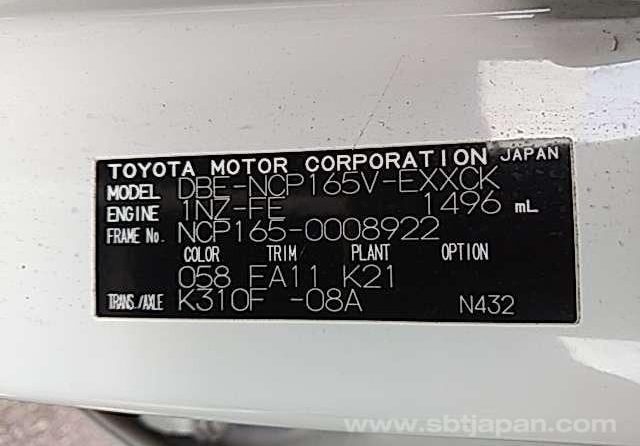 TOYOTA MOTOR CORPORATION JAPAN
MODEL DBE-NCP165V-EXXCK
ENGINE 1NZ-FE 1496 mL
FRAME No. NCP165-0008922
COLOR TRIM PLANT OPTION
058 EA11 K21
TRANS./AXLE K310F -08A N432
www.sbtjapan.com